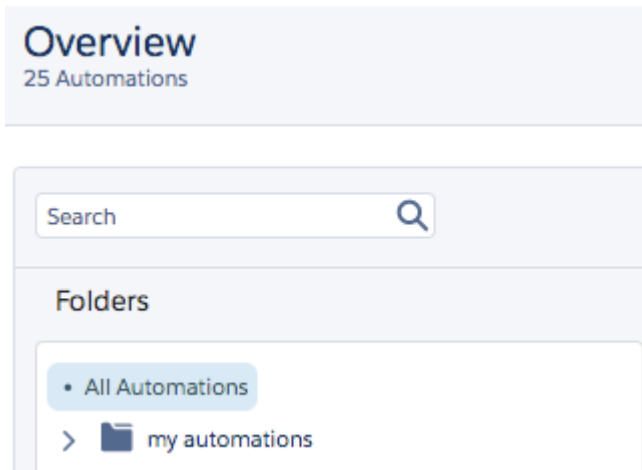 Overview
25 Automations
Search
Folders
• All Automations
my automations